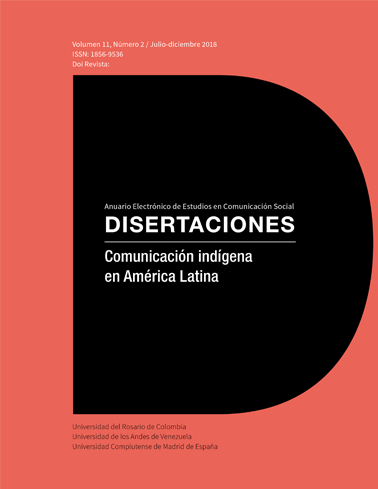 Volumen 11, Número 2 / Julio-diciembre 2018
ISSN: 1856-9536
Doi Revista:
Anuario Electrónico de Estudios en Comunicación Social
DISERTACIONES
Comunicación indígena
en América Latina
Universidad del Rosario de Colombia
Universidad de los Andes de Venezuela
Universidad Complutense de Madrid de España